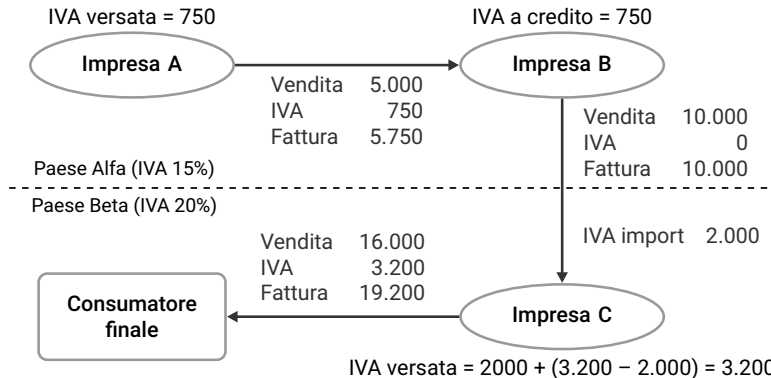 IVA versata = 750
IVA a credito = 750
Impresa A
Impresa B
Vendita 5.000
IVA 750
Fattura 5.750
Vendita 10.000
IVA 0
Fattura 10.000
Paese Alfa (IVA 15%)
Paese Beta (IVA 20%)
IVA import 2.000
Vendita 16.000
IVA 3.200
Fattura 19.200
Consumatore
finale
Impresa C
IVA versata = 2000 + (3.200 – 2.000) = 3.200